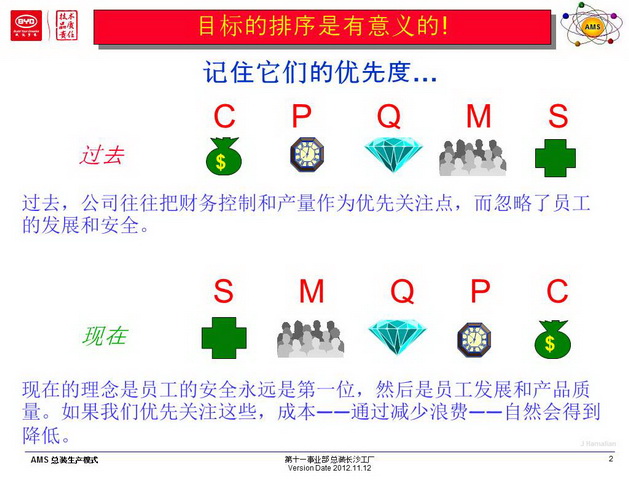 BYD
技术
品质
责任
目标的排序是有意义的!
AMS
记住它们的优先度...
C P Q M S
过去
$
过去，公司往往把财务控制和产量作为优先关注点，而忽略了员工
的发展和安全。
S M Q P C
现在
$
现在的理念是员工的安全永远是第一位，然后是员工发展和产品质
量。如果我们优先关注这些，成本——通过减少浪费——自然会得到
降低。
AMS 总装生产模式
第十一事业部总装长沙工厂
Version Date 2012.11.12
2